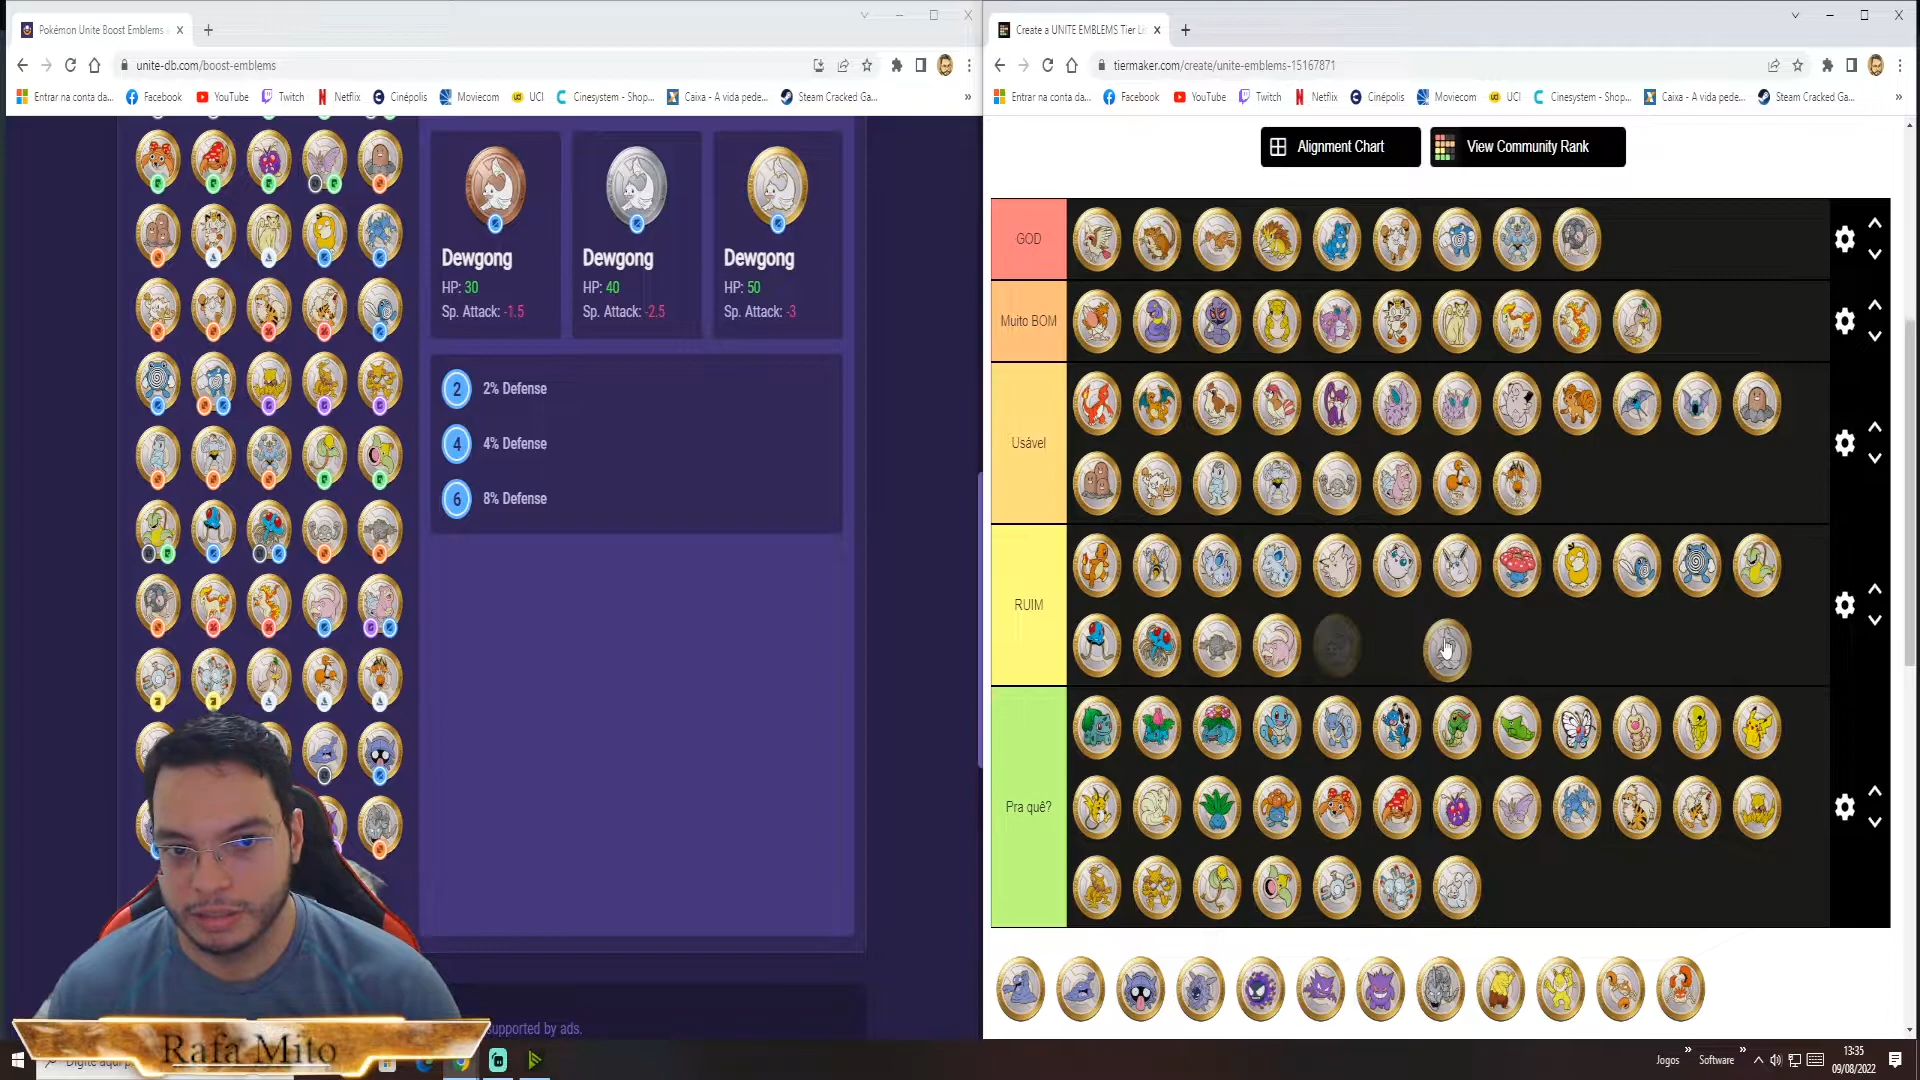 Pokémon Unite Boost Emblems
Create a UNITE EMBLEMS Tier Li
unite-db.com/boost-emblems
tiermaker.com/create/unite-emblems-15167871
Entrar na conta da... Facebook YouTube Twitch Netflix Cinépolis Moviecom UCI Cinesystem - Shop... Caixa - A vida pede... Steam Cracked Ga...
Entrar na conta da... Facebook YouTube Twitch Netflix Cinépolis Moviecom UCI Cinesystem - Shop... Caixa - A vida pede... Steam Cracked Ga...
Alignment Chart
View Community Rank
Dewgong
HP: 30
Sp. Attack: -1.5
Dewgong
HP: 40
Sp. Attack: -2.5
Dewgong
HP: 50
Sp. Attack: -3
2 2% Defense
4 4% Defense
6 8% Defense
GOD
Muito BOM
Usável
RUIM
Pra quê?
supported by ads.
Rafa Mito
Digite aqui p
Jogos
Software
13:35
09/08/2022